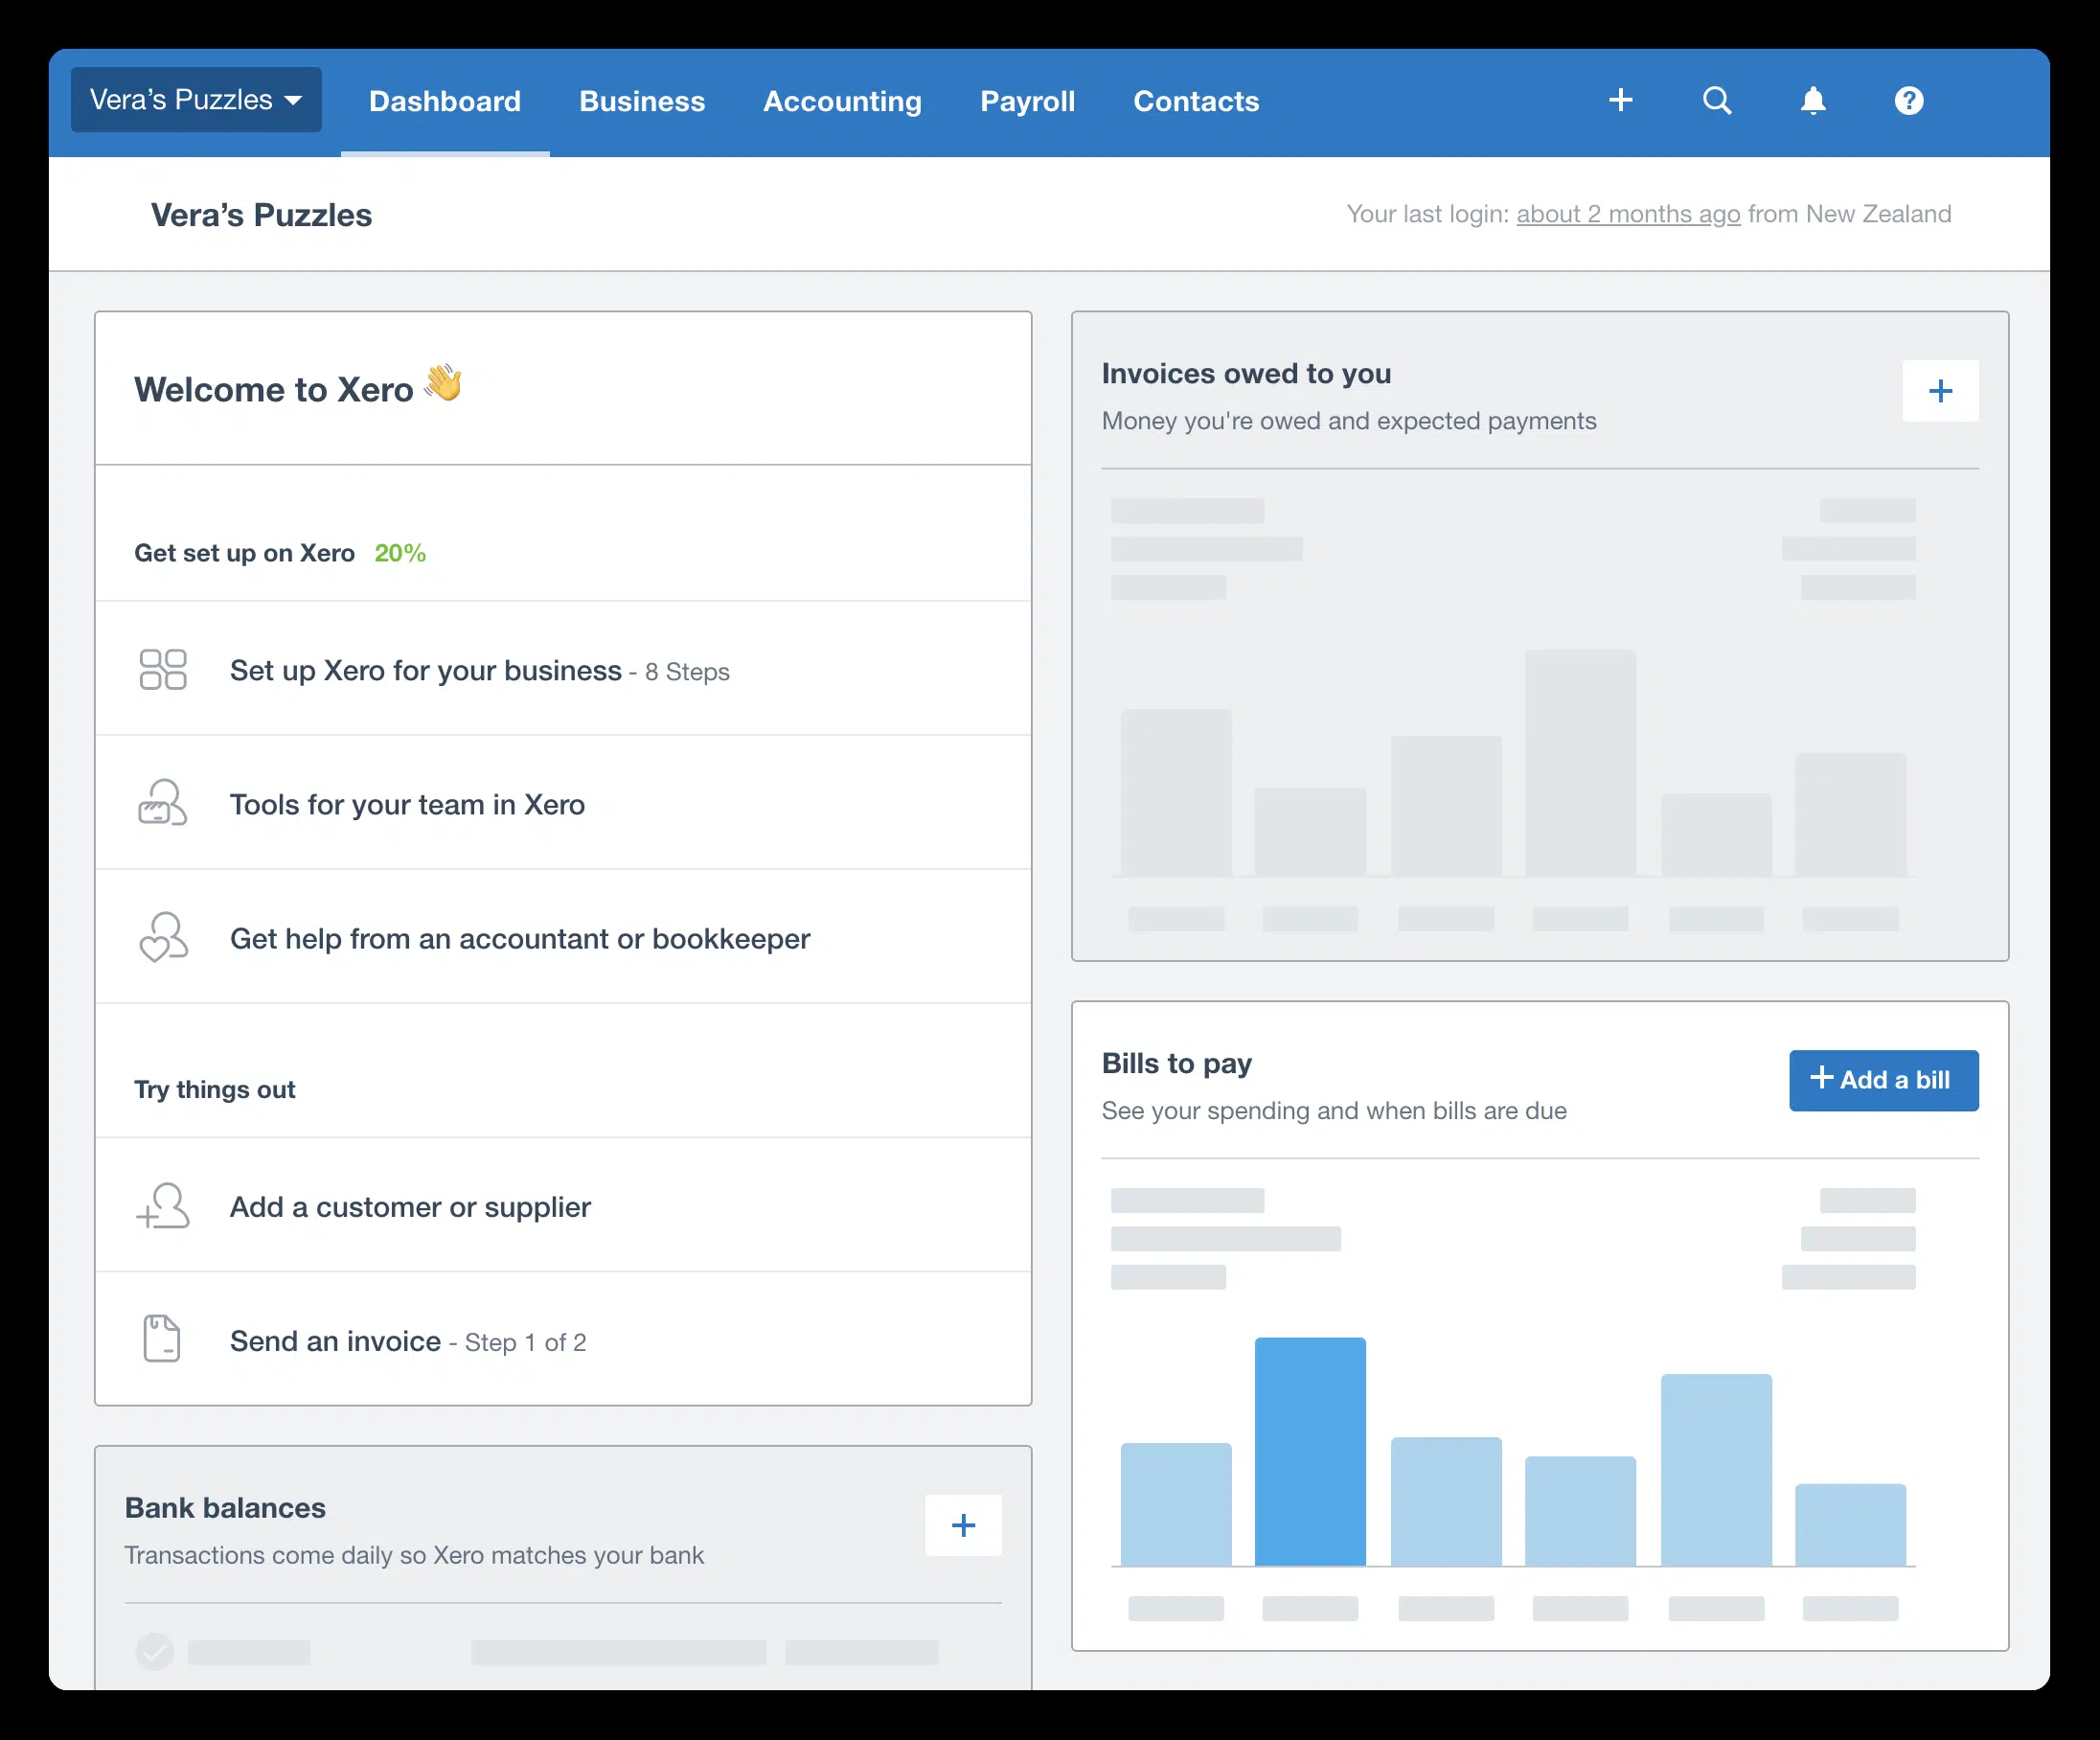 Vera’s Puzzles
Dashboard
Business
Accounting
Payroll
Contacts
Vera’s Puzzles
Your last login: about 2 months ago from New Zealand
Welcome to Xero 👋
Get set up on Xero 20%
Set up Xero for your business - 8 Steps
Tools for your team in Xero
Get help from an accountant or bookkeeper
Try things out
Add a customer or supplier
Send an invoice - Step 1 of 2
Bank balances
Transactions come daily so Xero matches your bank
Invoices owed to you
Money you're owed and expected payments
Bills to pay
See your spending and when bills are due
+ Add a bill